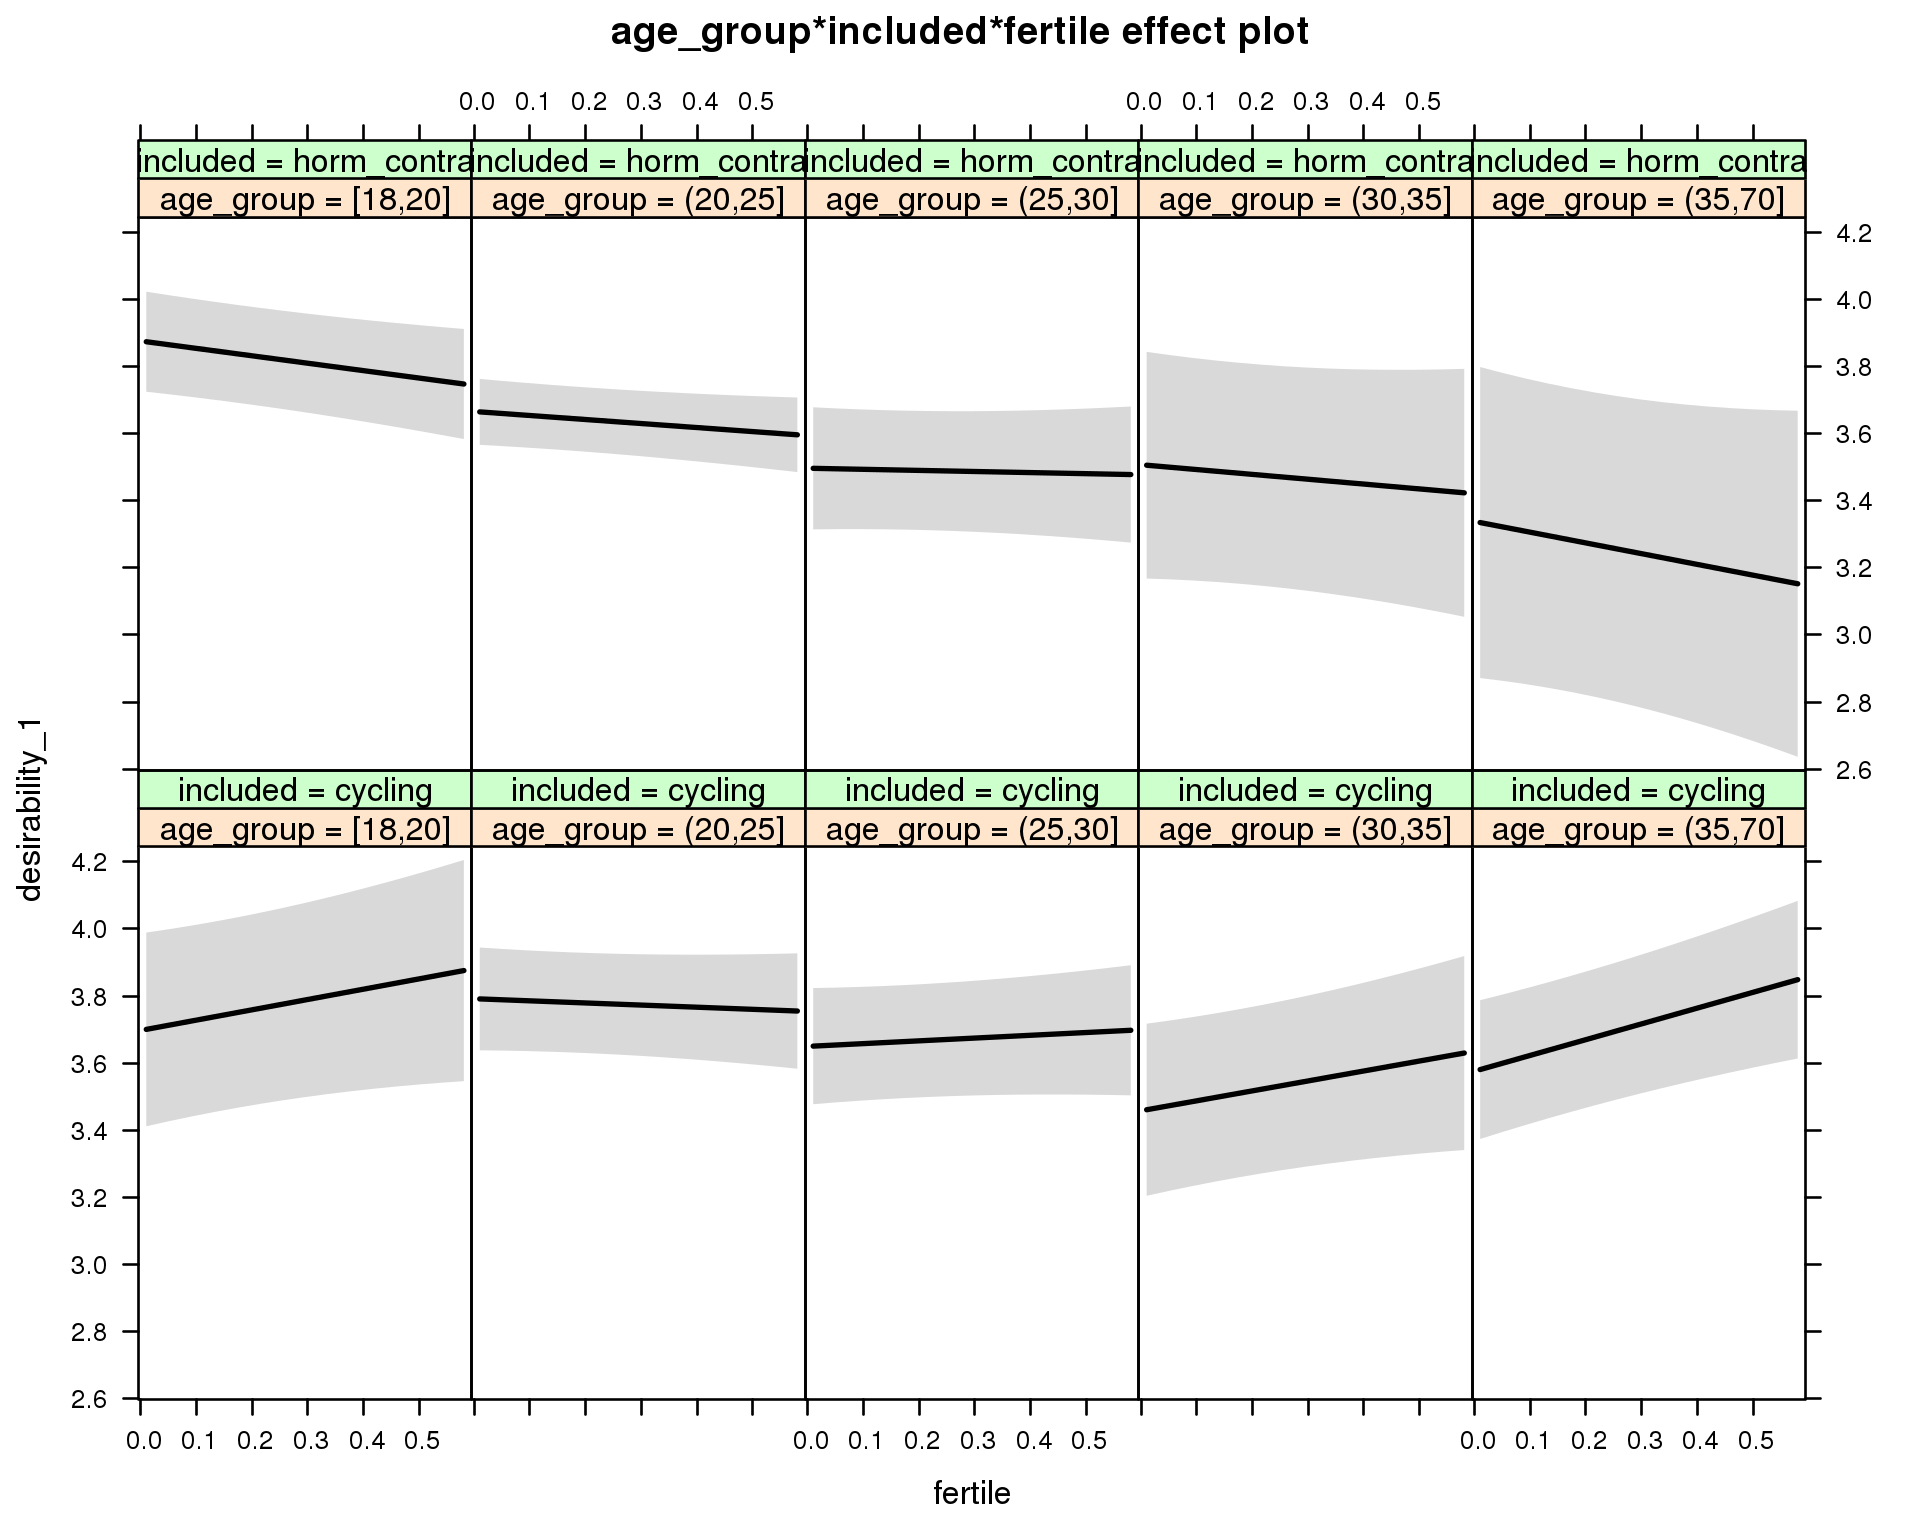 age_group*included*fertile effect plot
0.0 0.1 0.2 0.3 0.4 0.5 0.0 0.1 0.2 0.3 0.4 0.5
included = horm_contra included = horm_contra included = horm_contra included = horm_contra included = horm_contra
age_group = [18,20] age_group = (20,25] age_group = (25,30] age_group = (30,35] age_group = (35,70]
4.2
4.0
3.8
3.6
3.4
3.2
3.0
2.8
2.6
desirability_1
included = cycling included = cycling included = cycling included = cycling included = cycling
age_group = [18,20] age_group = (20,25] age_group = (25,30] age_group = (30,35] age_group = (35,70]
4.2
4.0
3.8
3.6
3.4
3.2
3.0
2.8
2.6
0.0 0.1 0.2 0.3 0.4 0.5 0.0 0.1 0.2 0.3 0.4 0.5 0.0 0.1 0.2 0.3 0.4 0.5
fertile